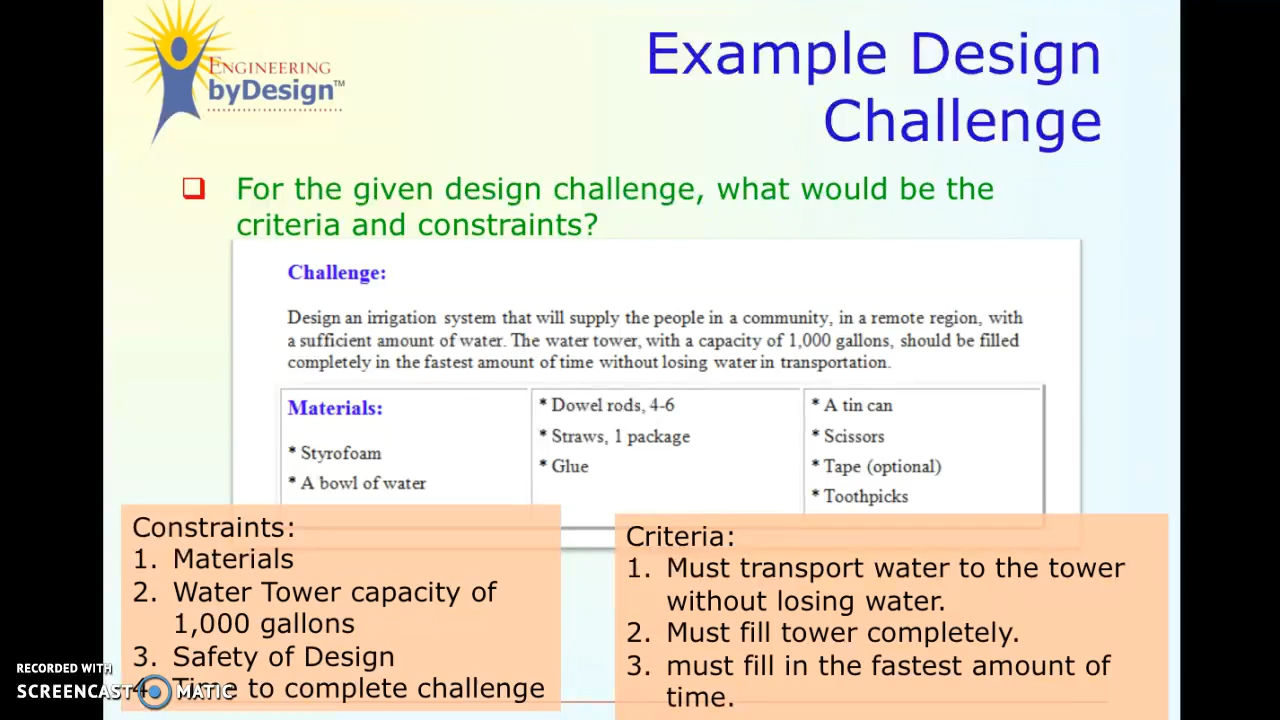 ENGINEERING
byDesign™
Example Design
Challenge
❑ For the given design challenge, what would be the
criteria and constraints?
Challenge:
Design an irrigation system that will supply the people in a community, in a remote region, with
a sufficient amount of water. The water tower, with a capacity of 1,000 gallons, should be filled
completely in the fastest amount of time without losing water in transportation.
Materials:
* Styrofoam
* A bowl of water
* Dowel rods, 4-6
* Straws, 1 package
* Glue
* A tin can
* Scissors
* Tape (optional)
* Toothpicks
Constraints:
1. Materials
2. Water Tower capacity of
1,000 gallons
3. Safety of Design
4. Time to complete challenge
Criteria:
1. Must transport water to the tower
without losing water.
2. Must fill tower completely.
3. must fill in the fastest amount of
time.
RECORDED WITH
SCREENCAST MATIC